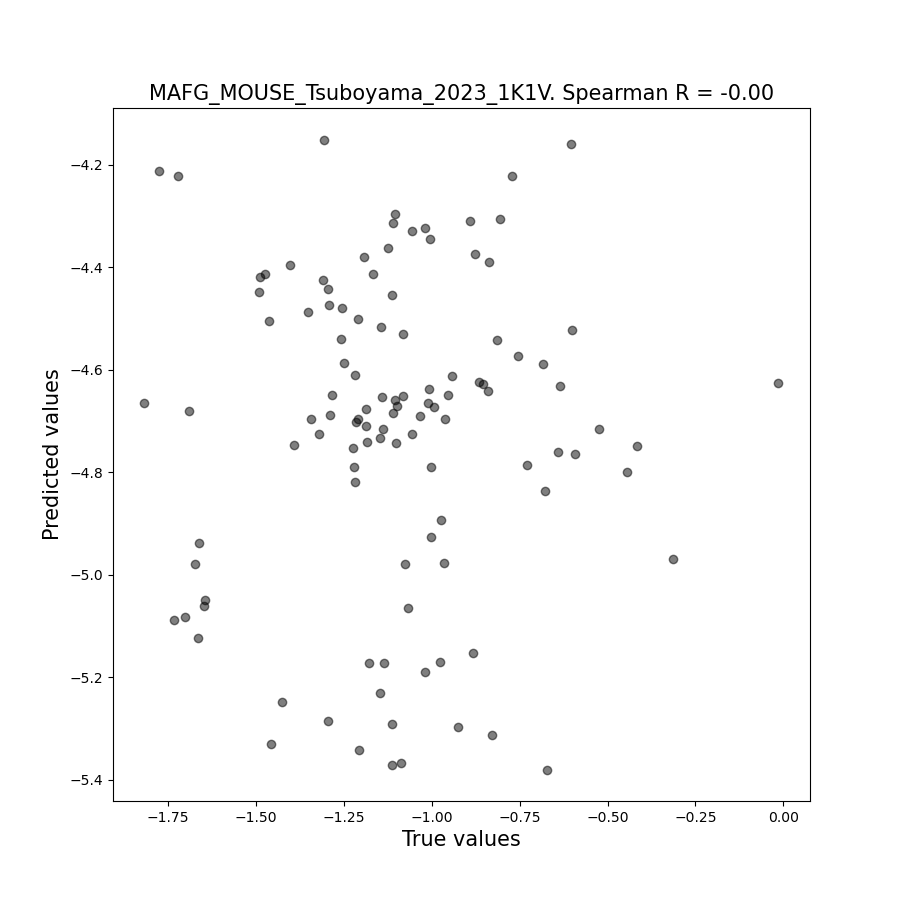 MAFG_MOUSE_Tsuboyama_2023_1K1V. Spearman R = -0.00
Predicted values
−4.2
−4.4
−4.6
−4.8
−5.0
−5.2
−5.4
−1.75 −1.50 −1.25 −1.00 −0.75 −0.50 −0.25 0.00
True values